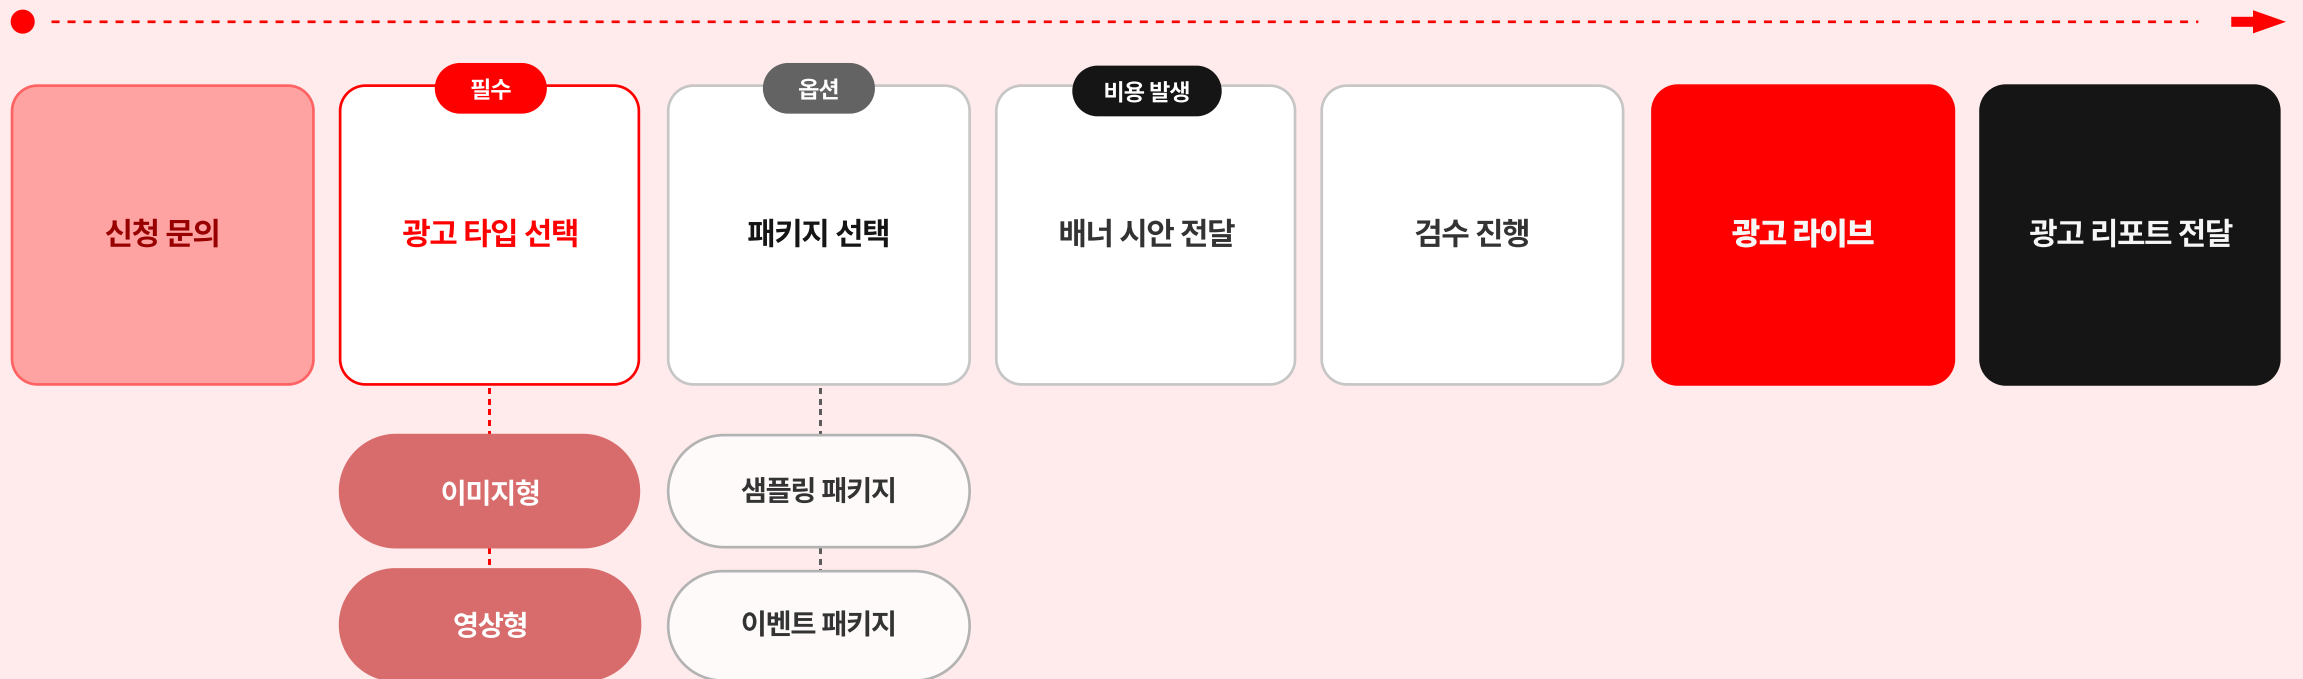 필수
옵션
비용 발생
신청 문의
광고 타입 선택
패키지 선택
배너 시안 전달
검수 진행
광고 라이브
광고 리포트 전달
이미지형
샘플링 패키지
영상형
이벤트 패키지